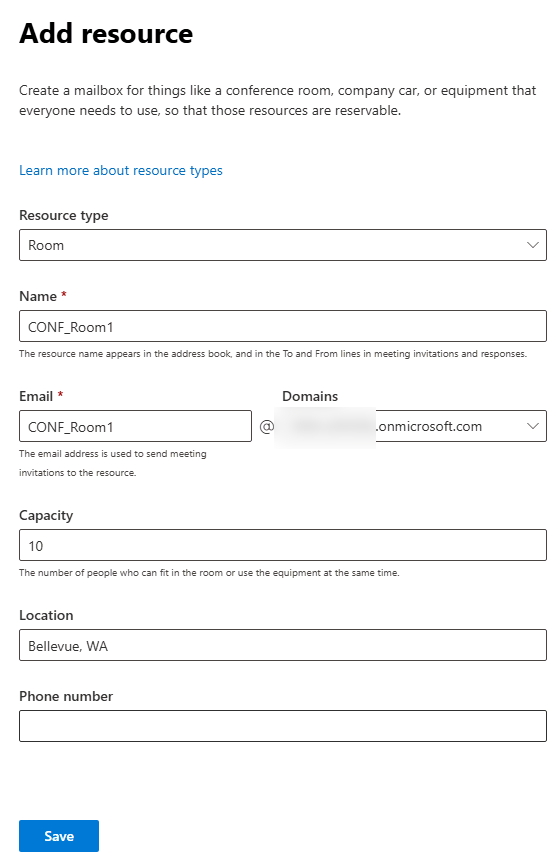 Add resource
Create a mailbox for things like a conference room, company car, or equipment that
everyone needs to use, so that those resources are reservable.
Learn more about resource types
Resource type
Room
Name *
CONF_Room1
The resource name appears in the address book, and in the To and From lines in meeting invitations and responses.
Email *
Domains
CONF_Room1
@
.onmicrosoft.com
The email address is used to send meeting
invitations to the resource.
Capacity
10
The number of people who can fit in the room or use the equipment at the same time.
Location
Bellevue, WA
Phone number
Save